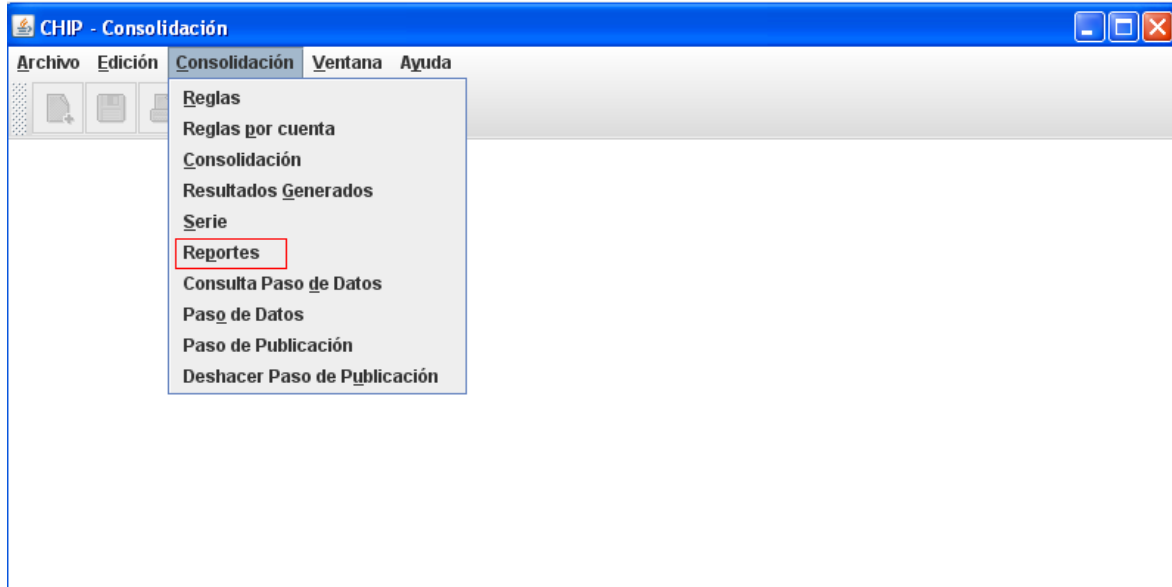 CHIP - Consolidación
Archivo Edición Consolidación Ventana Ayuda
Reglas
Reglas por cuenta
Consolidación
Resultados Generados
Serie
Reportes
Consulta Paso de Datos
Paso de Datos
Paso de Publicación
Deshacer Paso de Publicación